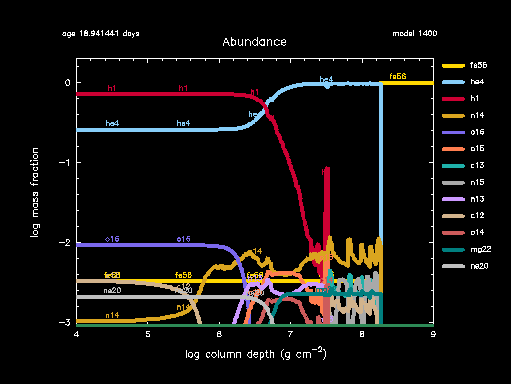 age 18.941441 days
model 1400
Abundance
fe56
he4
h1
n14
o16
o15
c13
n15
n13
c12
o14
mg22
ne20
log mass fraction
0
-1
-2
-3
4
5
6
7
8
9
log column depth (g cm-2)
h1
h1
h1
he4
he4
he4
fe56
o16
o16
fe56
fe56
ne20
n14
n14